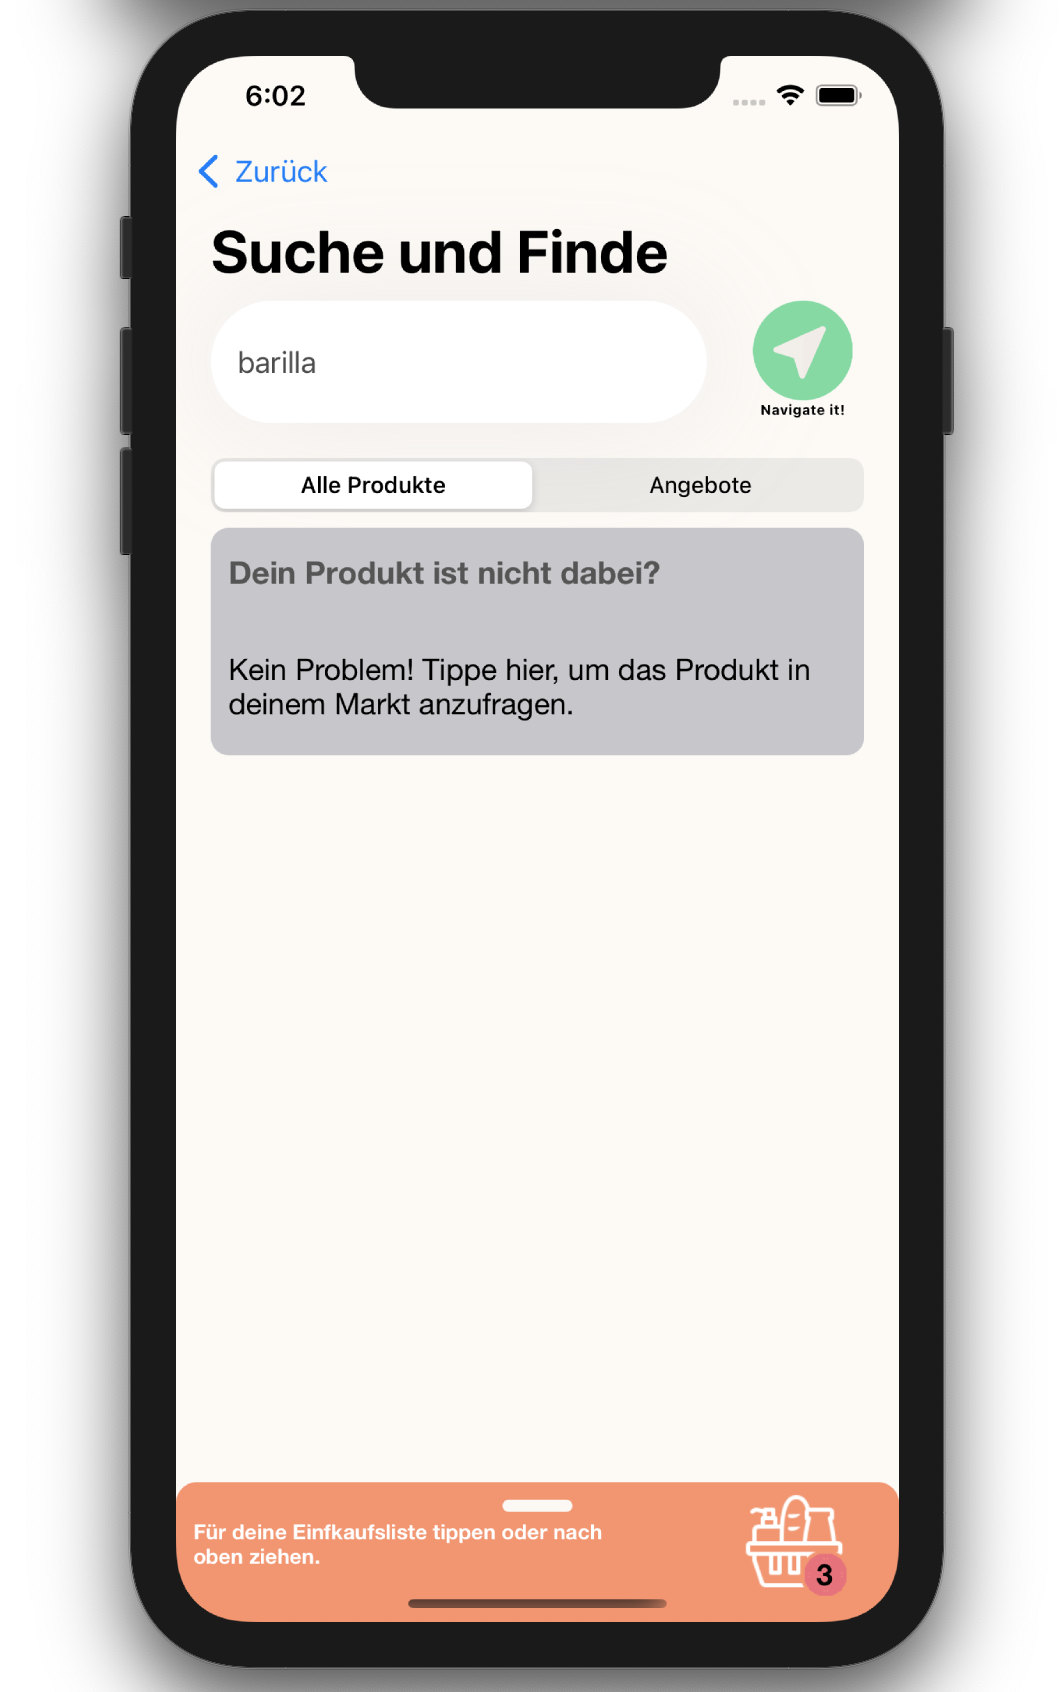 6:02
Zurück
Suche und Finde
barilla
Navigate it!
Alle Produkte
Angebote
Dein Produkt ist nicht dabei?
Kein Problem! Tippe hier, um das Produkt in
deinem Markt anzufragen.
Für deine Einfkaufsliste tippen oder nach
oben ziehen.
3